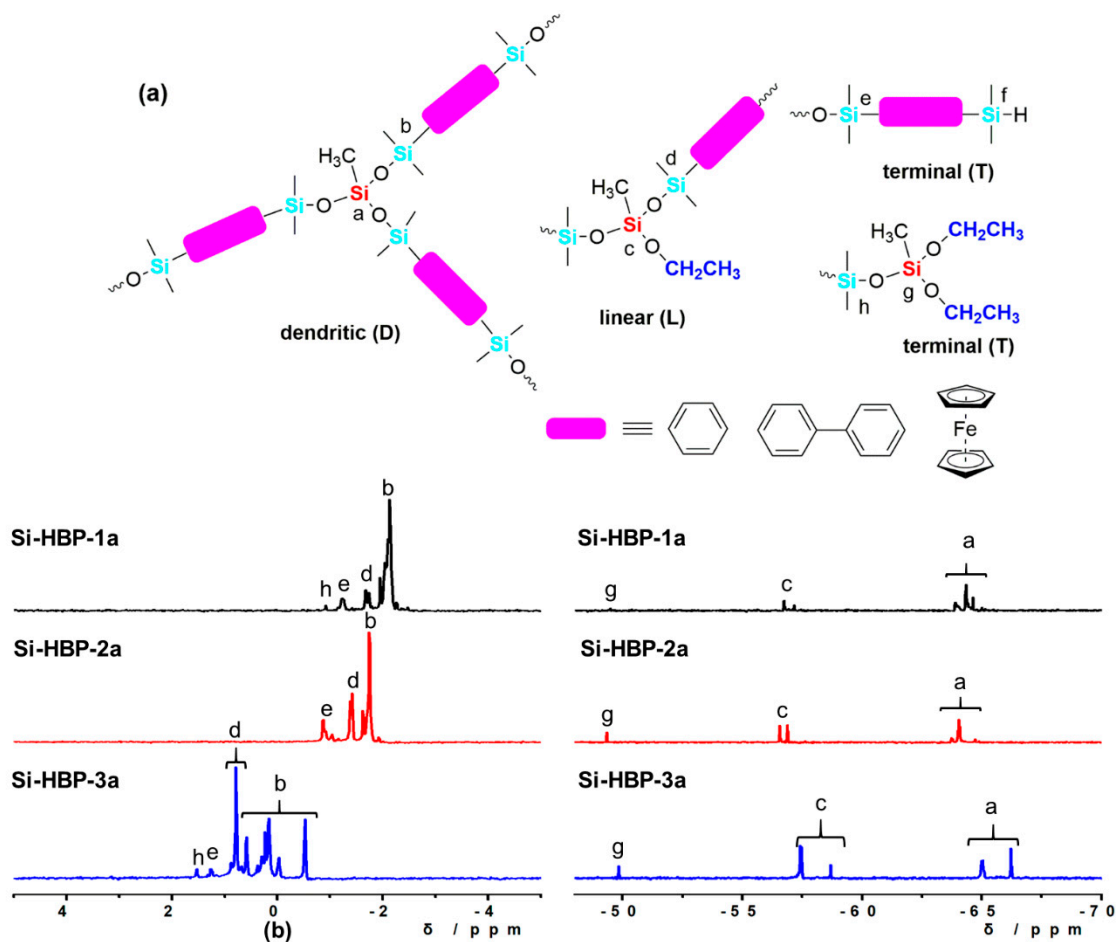 (a)
O
Si
b
Si
H₃C
O
Si
O
Si
a
O
Si
O
Si
Si
O
dendritic (D)
d
Si
H₃C
O
Si
O
Si
c
O
CH₂CH₃
linear (L)
e
f
O
Si
Si
H
terminal (T)
H₃C
O
CH₂CH₃
Si
O
Si
g
O
h
CH₂CH₃
terminal (T)
Fe
Si-HBP-1a
h e d b
Si-HBP-2a
e d b
Si-HBP-3a
h e d b
4 2 0 -2 -4
(b)
δ / ppm
Si-HBP-1a
g c a
Si-HBP-2a
g c a
Si-HBP-3a
g c a
-50 -55 -60 -65 -70
δ / ppm